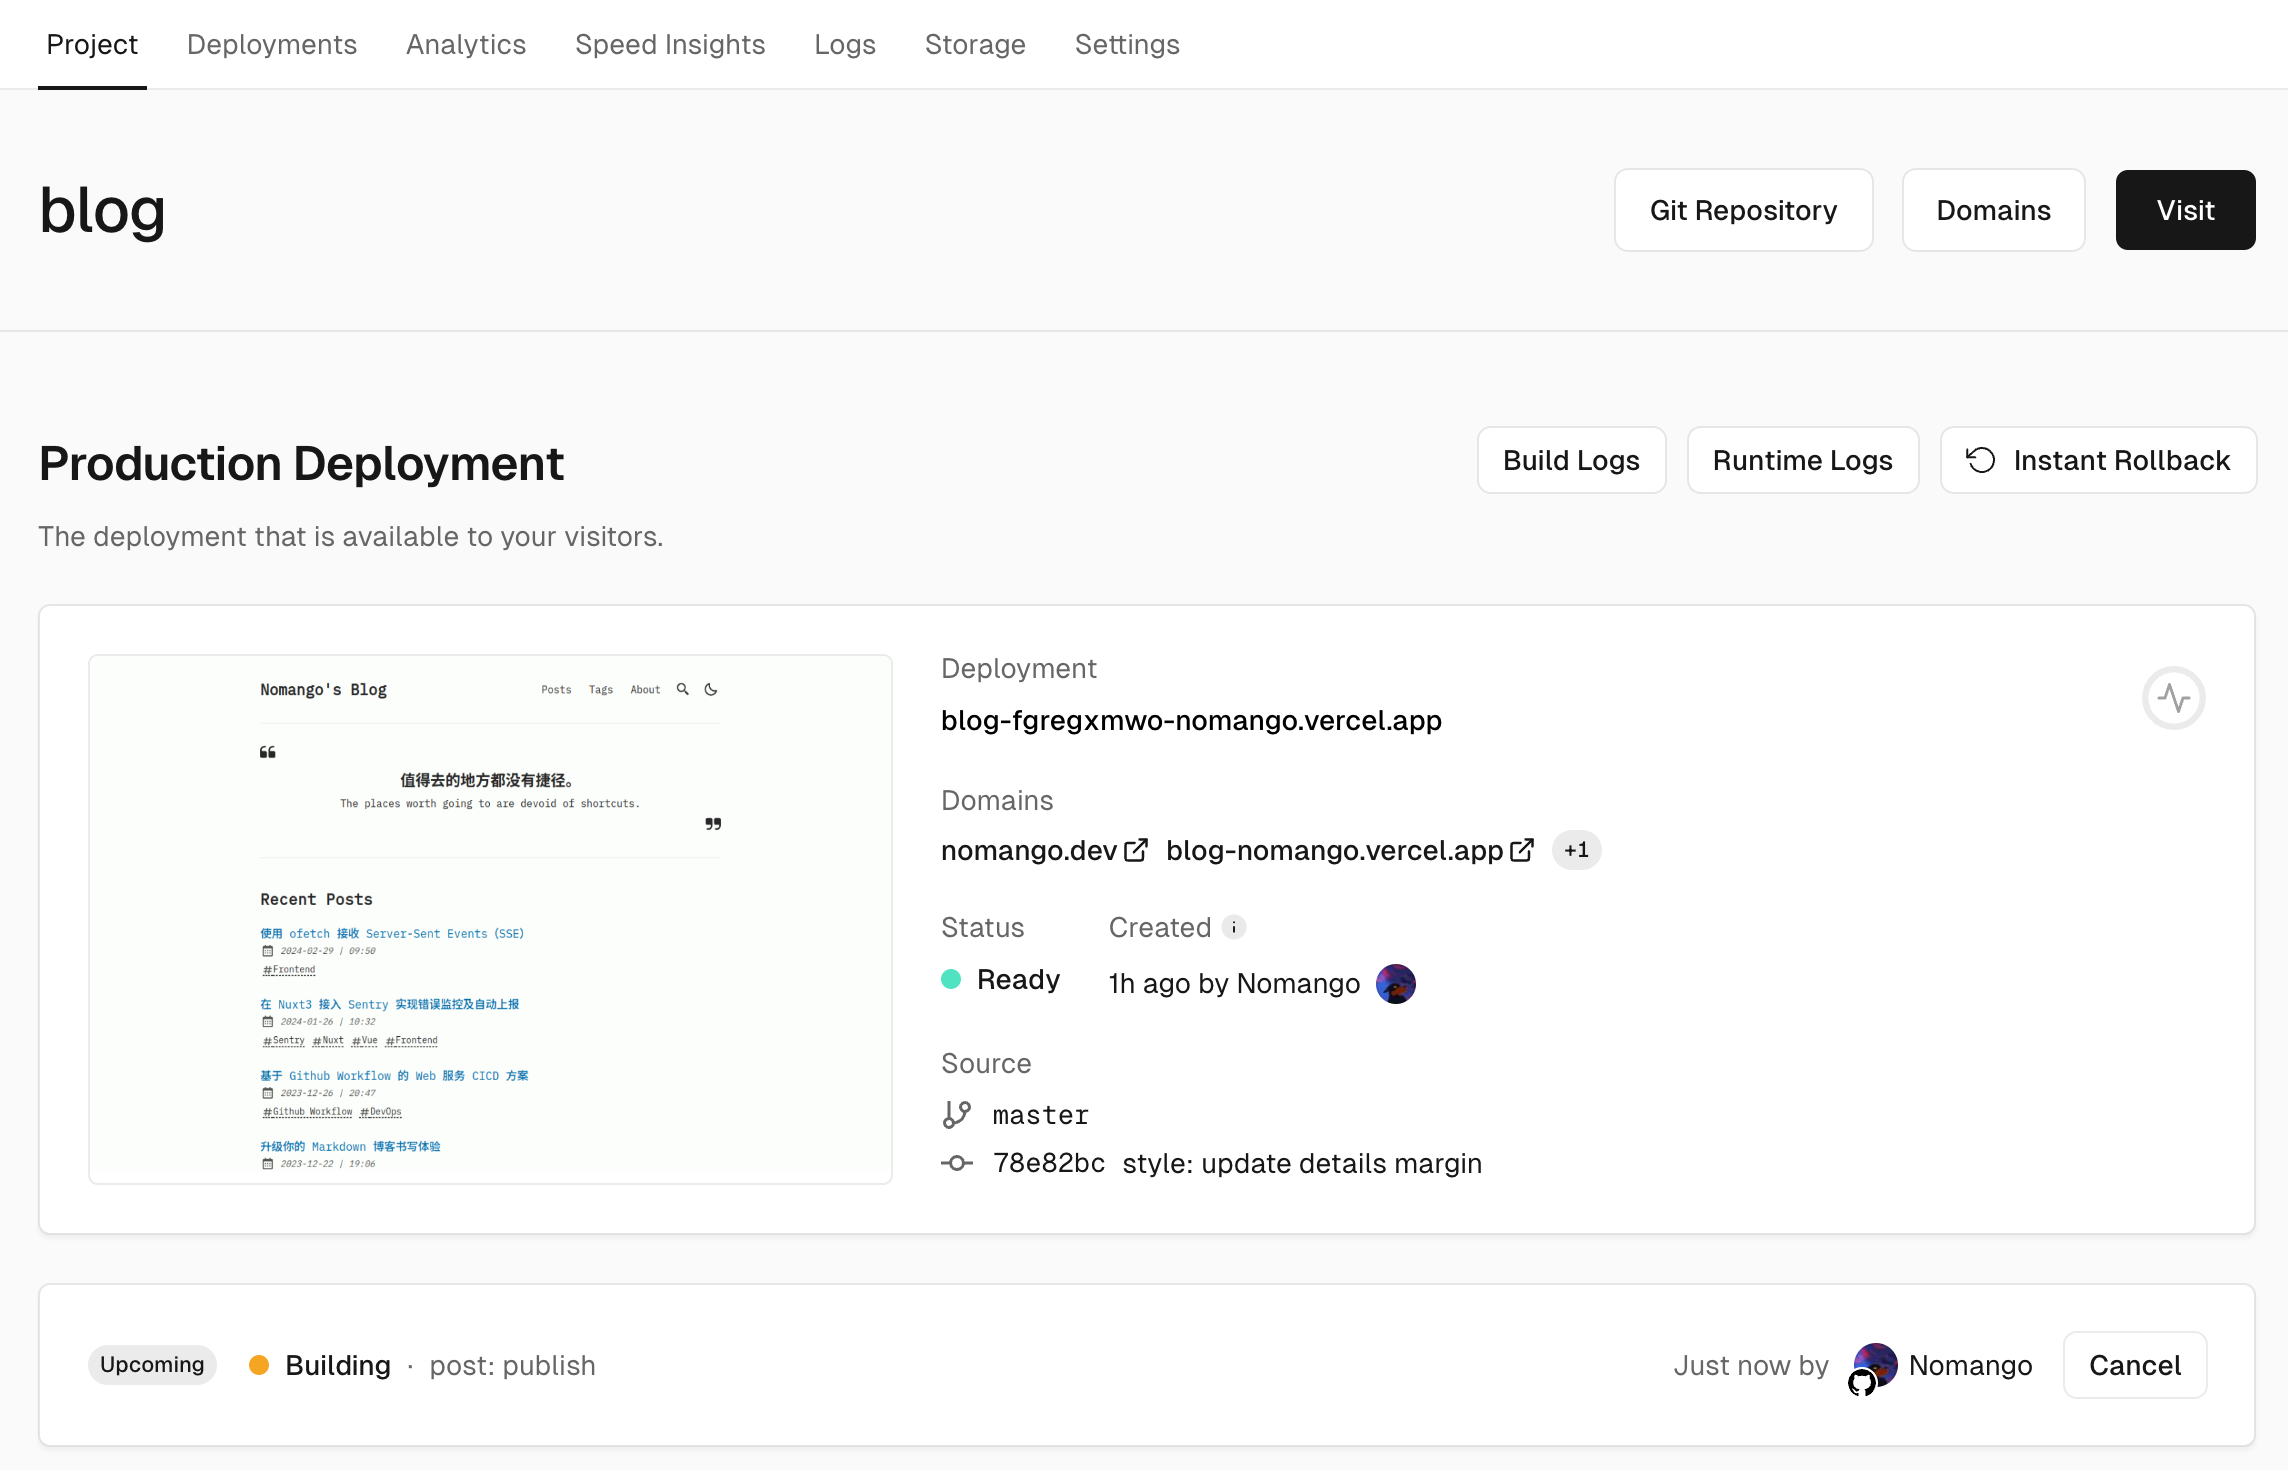 Project Deployments Analytics Speed Insights Logs Storage Settings
blog
Git Repository Domains Visit
Production Deployment
Build Logs Runtime Logs Instant Rollback
The deployment that is available to your visitors.
Nomango's Blog Posts Tags About
❝
值得去的地方都没有捷径。
The places worth going to are devoid of shortcuts.
❞
Recent Posts
使用 ofetch 接收 Server-Sent Events（SSE）
2024-02-29 | 09:50
#Frontend
在 Nuxt3 接入 Sentry 实现错误监控及自动上报
2024-01-26 | 10:32
#Sentry #Nuxt #Vue #Frontend
基于 Github Workflow 的 Web 服务 CICD 方案
2023-12-26 | 20:47
#Github Workflow #DevOps
升级你的 Markdown 博客书写体验
2023-12-22 | 19:06
Deployment
blog-fgregxmwo-nomango.vercel.app
Domains
nomango.dev blog-nomango.vercel.app +1
Status Created
Ready 1h ago by Nomango
Source
master
78e82bc style: update details margin
Upcoming Building · post: publish Just now by Nomango Cancel